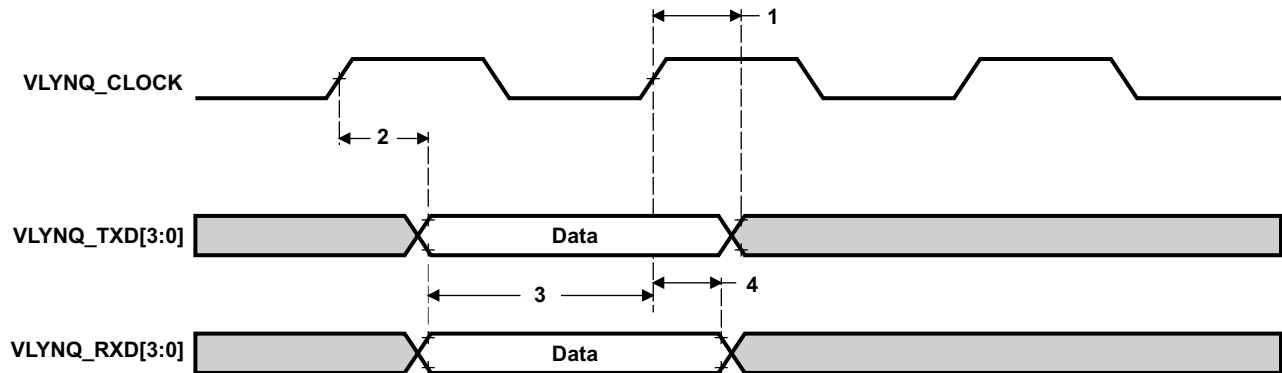 1
VLYNQ_CLOCK
2
VLYNQ_TXD[3:0]
Data
3
4
VLYNQ_RXD[3:0]
Data